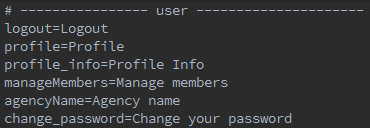 # ---------------- user ---------------------
logout=Logout
profile=Profile
profile_info=Profile Info
manageMembers=Manage members
agencyName=Agency name
change_password=Change your password